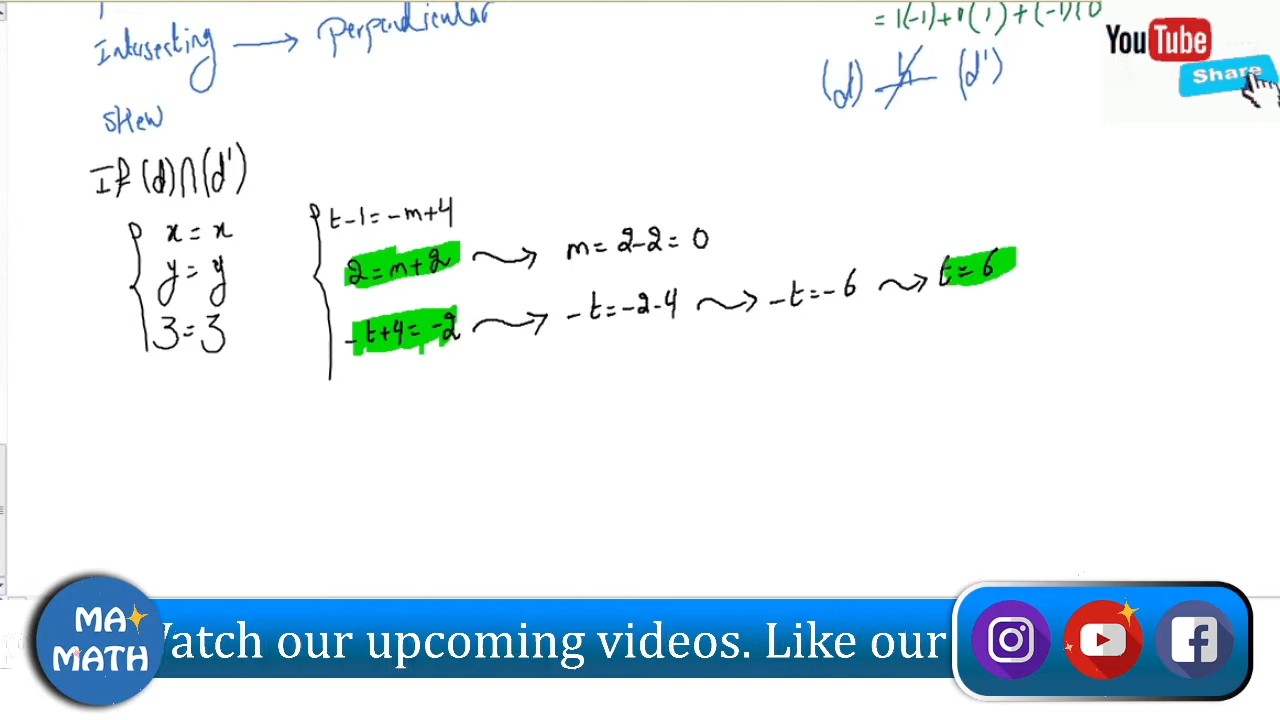 = 1(-1)+0(1)+(-1)(0
Intersecting → perpendicular
YouTube
Share
(d) (d')
skew
If (d)∩(d')
x = x
y = y
3 = 3
t-1 = -m+4
2 = m+2 → m = 2-2 = 0
-t+4 = -2 → -t = -2-4 → -t = -6 → t = 6
MA MATH
Watch our upcoming videos. Like our